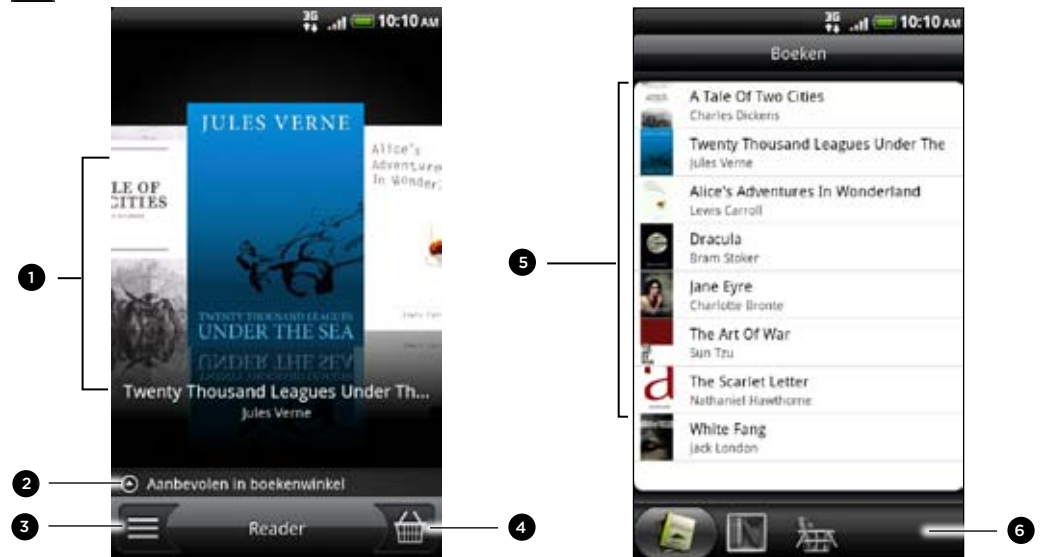 3G 10:10 AM
JULES VERNE
LE OF
CITIES
Alice's
Adventure
In Wonder
TWENTY THOUSAND LEAGUES
UNDER THE SEA
Twenty Thousand Leagues Under Th...
Jules Verne
Aanbevolen in boekenwinkel
Reader
1
2
3
4
3G 10:10 AM
Boeken
A Tale Of Two Cities
Charles Dickens
Twenty Thousand Leagues Under The
Jules Verne
Alice's Adventures In Wonderland
Lewis Carroll
Dracula
Bram Stoker
Jane Eyre
Charlotte Bronte
The Art Of War
Sun Tzu
The Scarlet Letter
Nathaniel Hawthorne
White Fang
Jack London
5
6